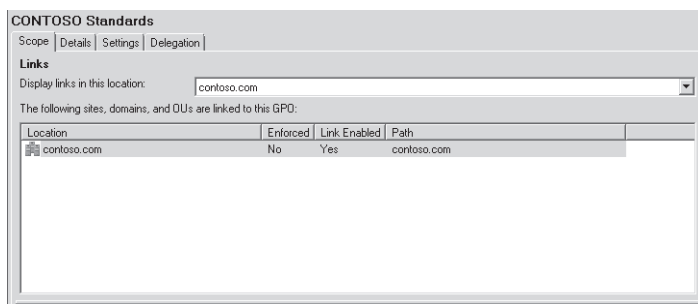 CONTOSO Standards
Scope Details Settings Delegation
Links
Display links in this location: contoso.com
The following sites, domains, and OUs are linked to this GPO:
Location Enforced Link Enabled Path
contoso.com No Yes contoso.com